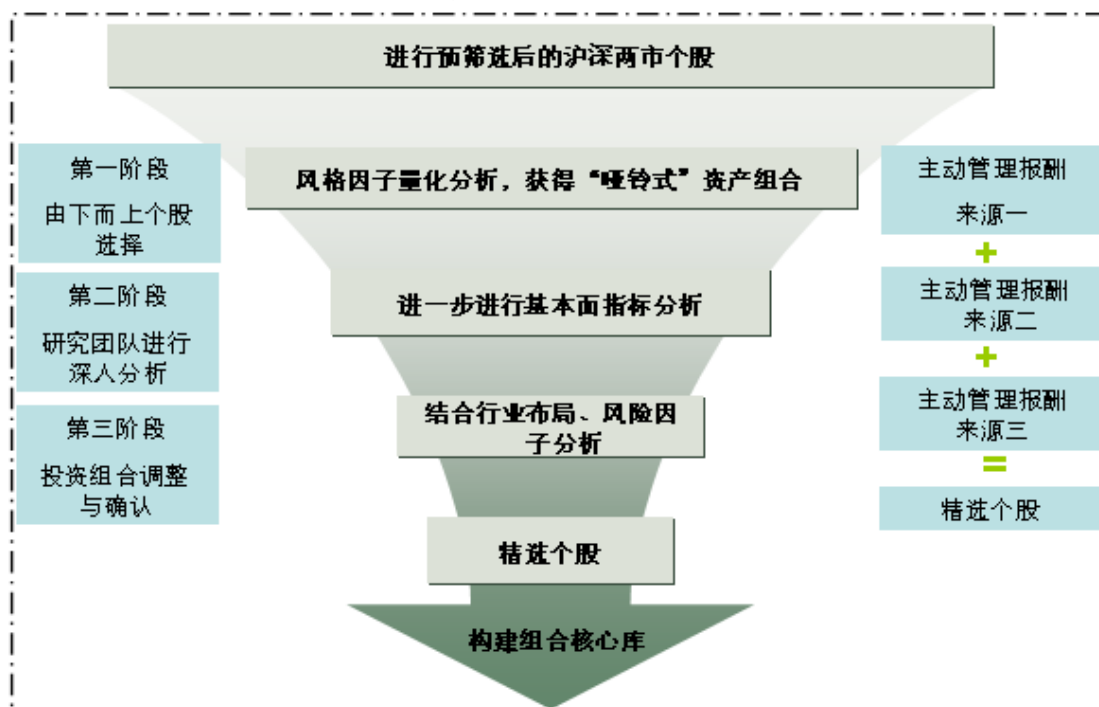 进行预筛选后的沪深两市个股
第一阶段
由下而上个股
选择
风格因子量化分析，获得“哑铃式”资产组合
主动管理报酬
来源一
+
第二阶段
研究团队进行
深人分析
进一步进行基本面指标分析
主动管理报酬
来源二
+
第三阶段
投资组合调整
与确认
结合行业布局、风险因
子分析
主动管理报酬
来源三
=
精选个股
精选个股
构建组合核心库